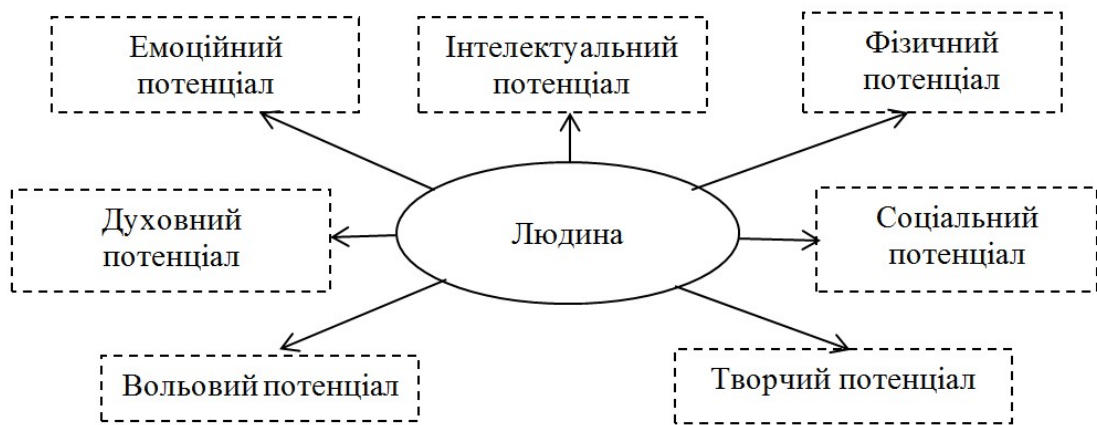 Емоційний
потенціал
Інтелектуальний
потенціал
Фізичний
потенціал
Духовний
потенціал
Людина
Соціальний
потенціал
Вольовий потенціал
Творчий потенціал